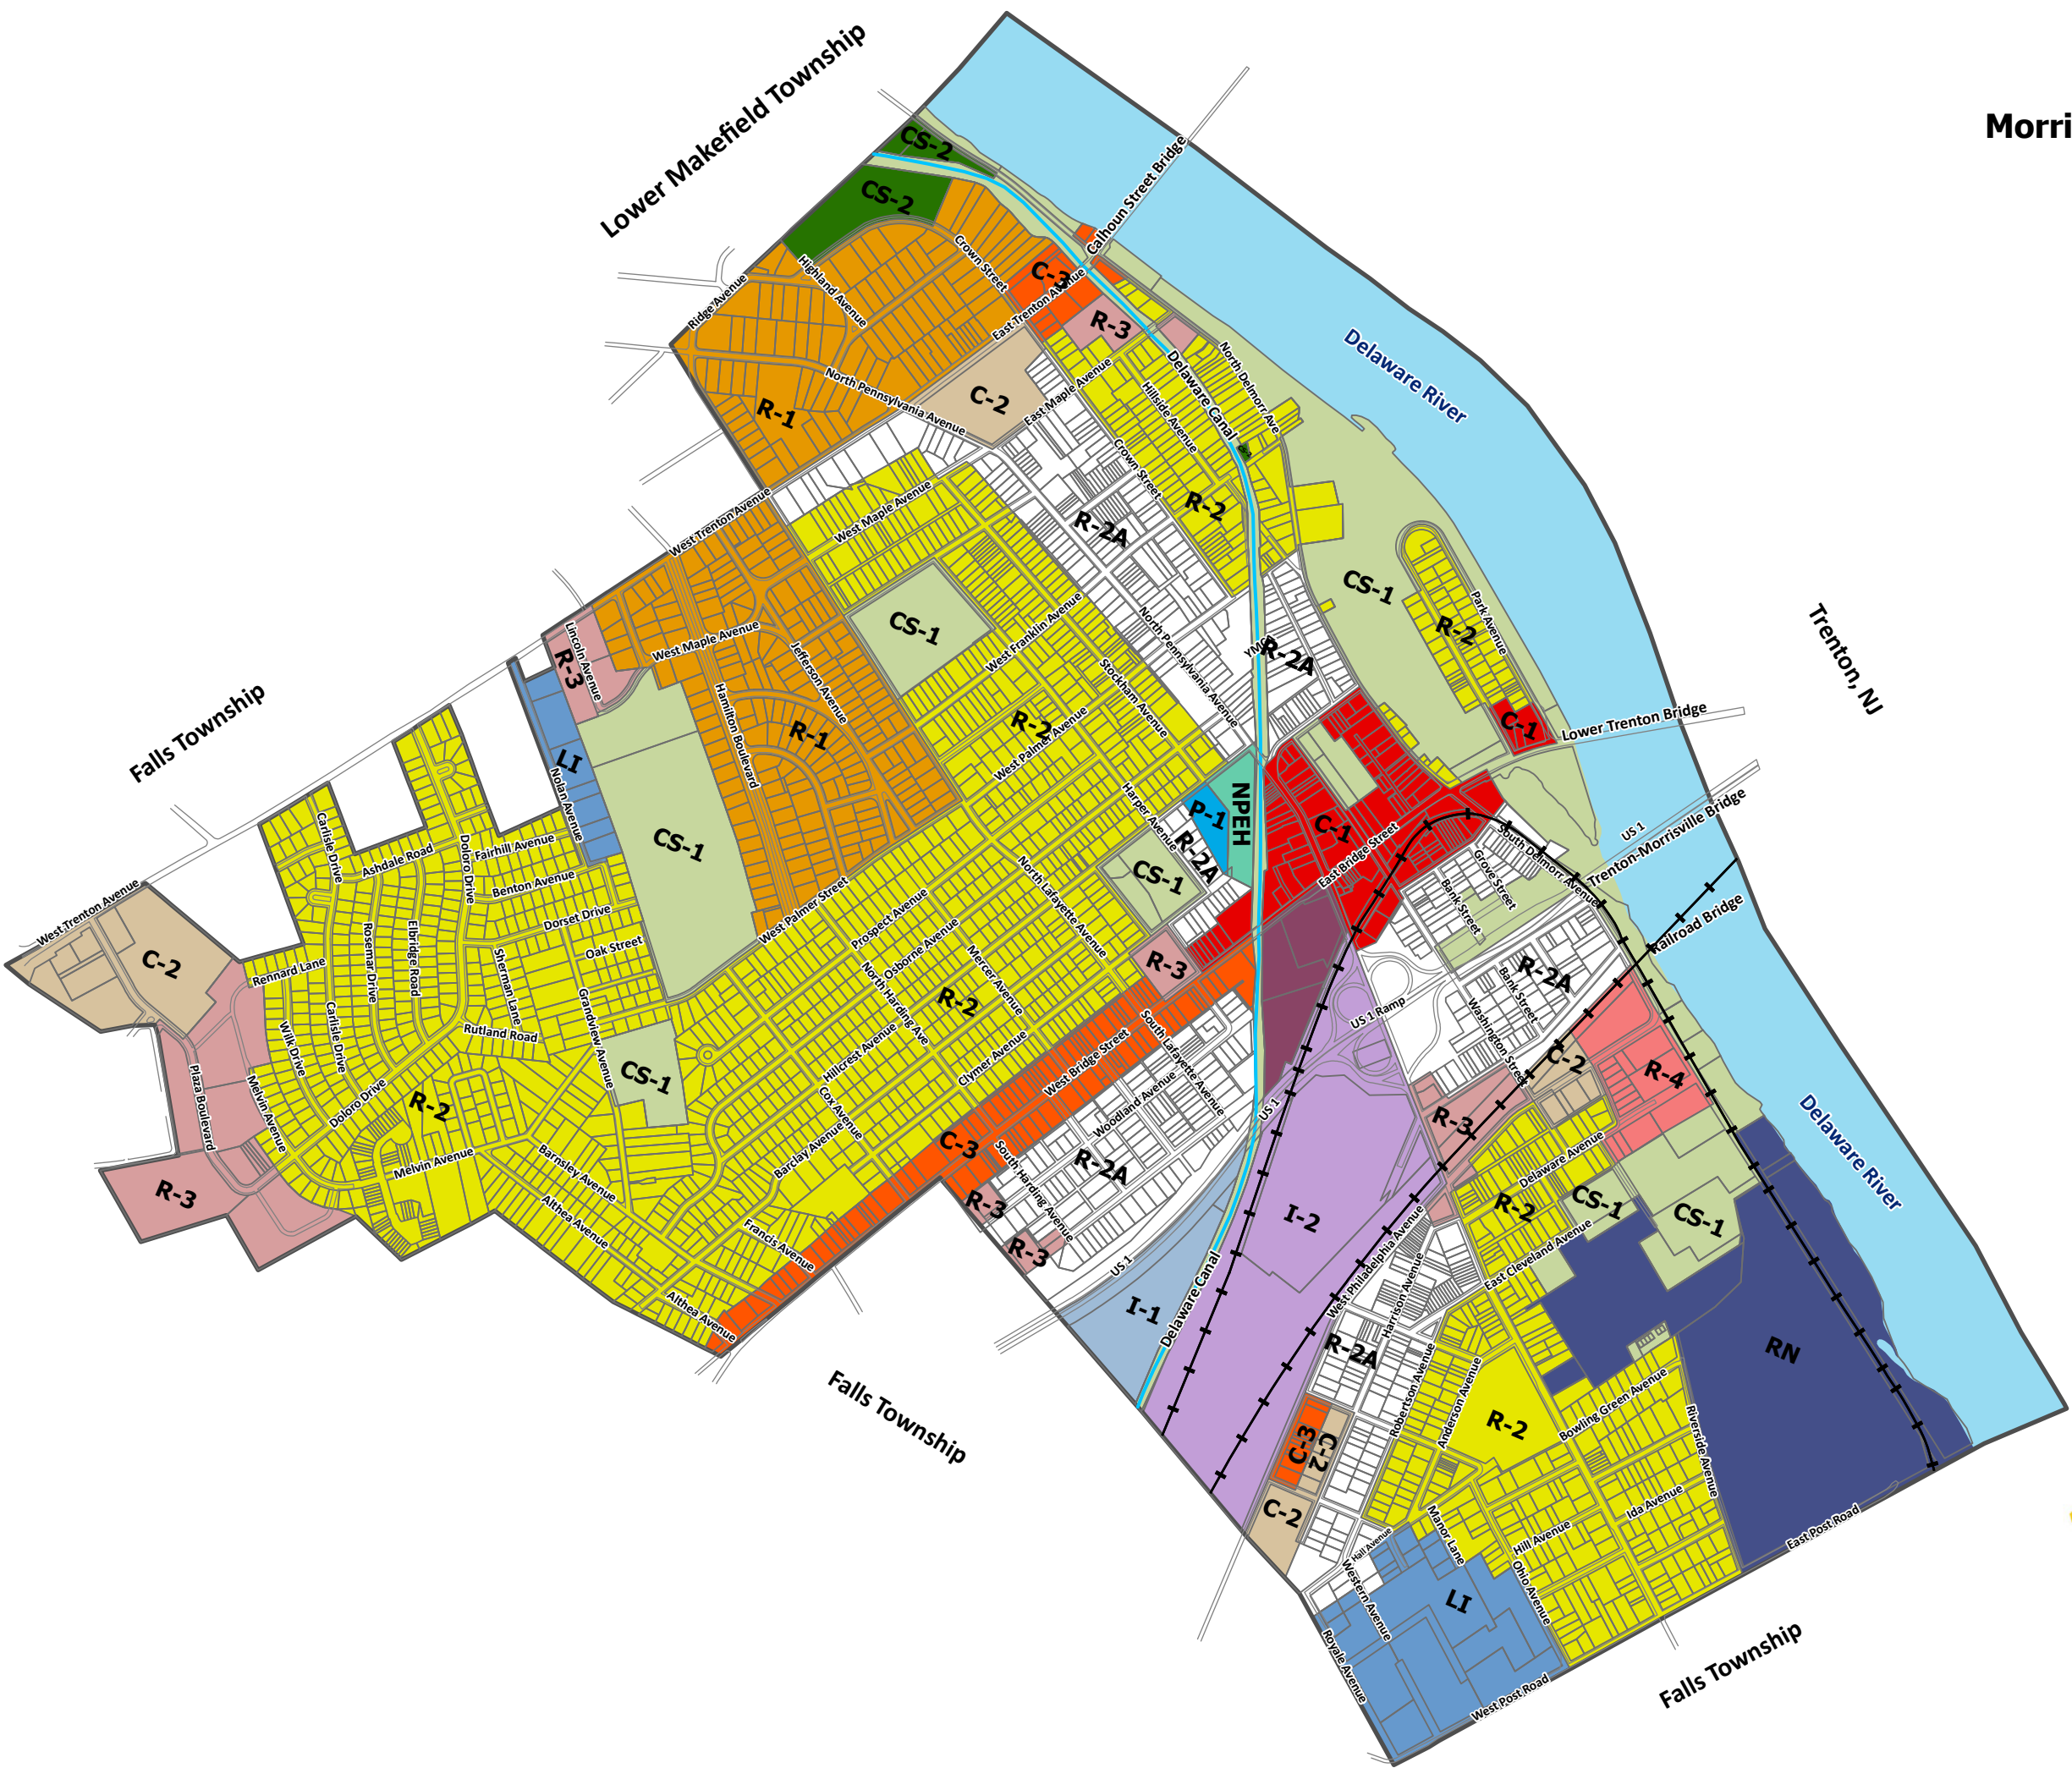 Morri
Lower Makefield Township
CS-2
CS-2
Calhoun Street Bridge
Crown Street
Highland Avenue
C-3
Ridge Avenue
East Trenton Avenue
R-3
Delaware River
North Delmorr Ave
Delaware Canal
North Pennsylvania Avenue
C-2
East Maple Avenue
Hillside Avenue
R-1
Crown Street
R-2
West Maple Avenue
West Trenton Avenue
R-2A
CS-1
R-2
Park Avenue
CS-1
West Franklin Avenue
North Pennsylvania Avenue
R-2A
Trenton, NJ
Lincoln Avenue
R-3
West Maple Avenue
Jefferson Avenue
Stockham Avenue
Hamilton Boulevard
R-1
R-2
West Palmer Avenue
C-1
Lower Trenton Bridge
Falls Township
LI
Nolan Avenue
Harper Avenue
P-1
NPEH
C-1
East Bridge Street
US 1
Trenton-Morrisville Bridge
South Delmorr Avenue
Carlisle Drive
Ashdale Road
Doloro Drive
Fairhill Avenue
Benton Avenue
CS-1
R-2A
CS-1
Grove Street
Bank Street
West Trenton Avenue
Dorset Drive
West Palmer Street
Prospect Avenue
North Lafayette Avenue
Railroad Bridge
C-2
Rennard Lane
Rosemar Drive
Elbridge Road
Sherman Lane
Oak Street
Osborne Avenue
Mercer Avenue
North Harding Ave
R-2
R-3
R-2A
Bank Street
Washington Street
US 1 Ramp
Wilk Drive
Carlisle Drive
Rutland Road
Grandview Avenue
CS-1
Hillcrest Avenue
Clymer Avenue
West Bridge Street
South Lafayette Avenue
C-2
R-4
Plaza Boulevard
Melvin Avenue
Doloro Drive
R-2
Cox Avenue
Woodland Avenue
US 1
R-3
Delaware River
Melvin Avenue
Barnsley Avenue
Barclay Avenue
C-3
R-2A
South Harding Avenue
Delaware Avenue
R-3
Althea Avenue
R-3
R-3
I-2
R-2
CS-1
CS-1
Francis Avenue
US 1
West Philadelphia Avenue
East Cleveland Avenue
Althea Avenue
I-1
Delaware Canal
Harrison Avenue
R-2A
RN
Falls Township
Robertson Avenue
Anderson Avenue
R-2
Bowling Green Avenue
C-3
C-2
Riverside Avenue
C-2
Manor Lane
Ida Avenue
Hill Avenue
East Post Road
Hall Avenue
Western Avenue
Ohio Avenue
LI
Royale Avenue
West Post Road
Falls Township